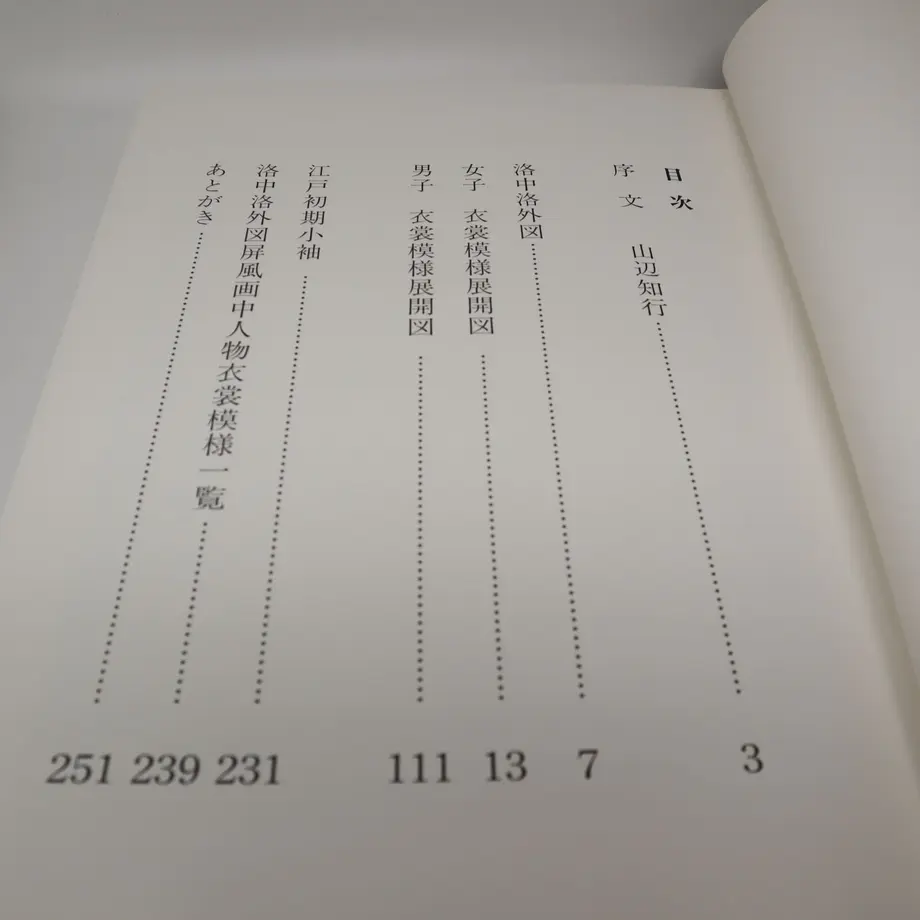 目次
序文　山辺知行……3
洛中洛外図……7
女子　衣裳模様展開図……13
男子　衣裳模様展開図……111
江戸初期小袖……231
洛中洛外図屏風画中人物衣裳模様一覧……239
あとがき……251